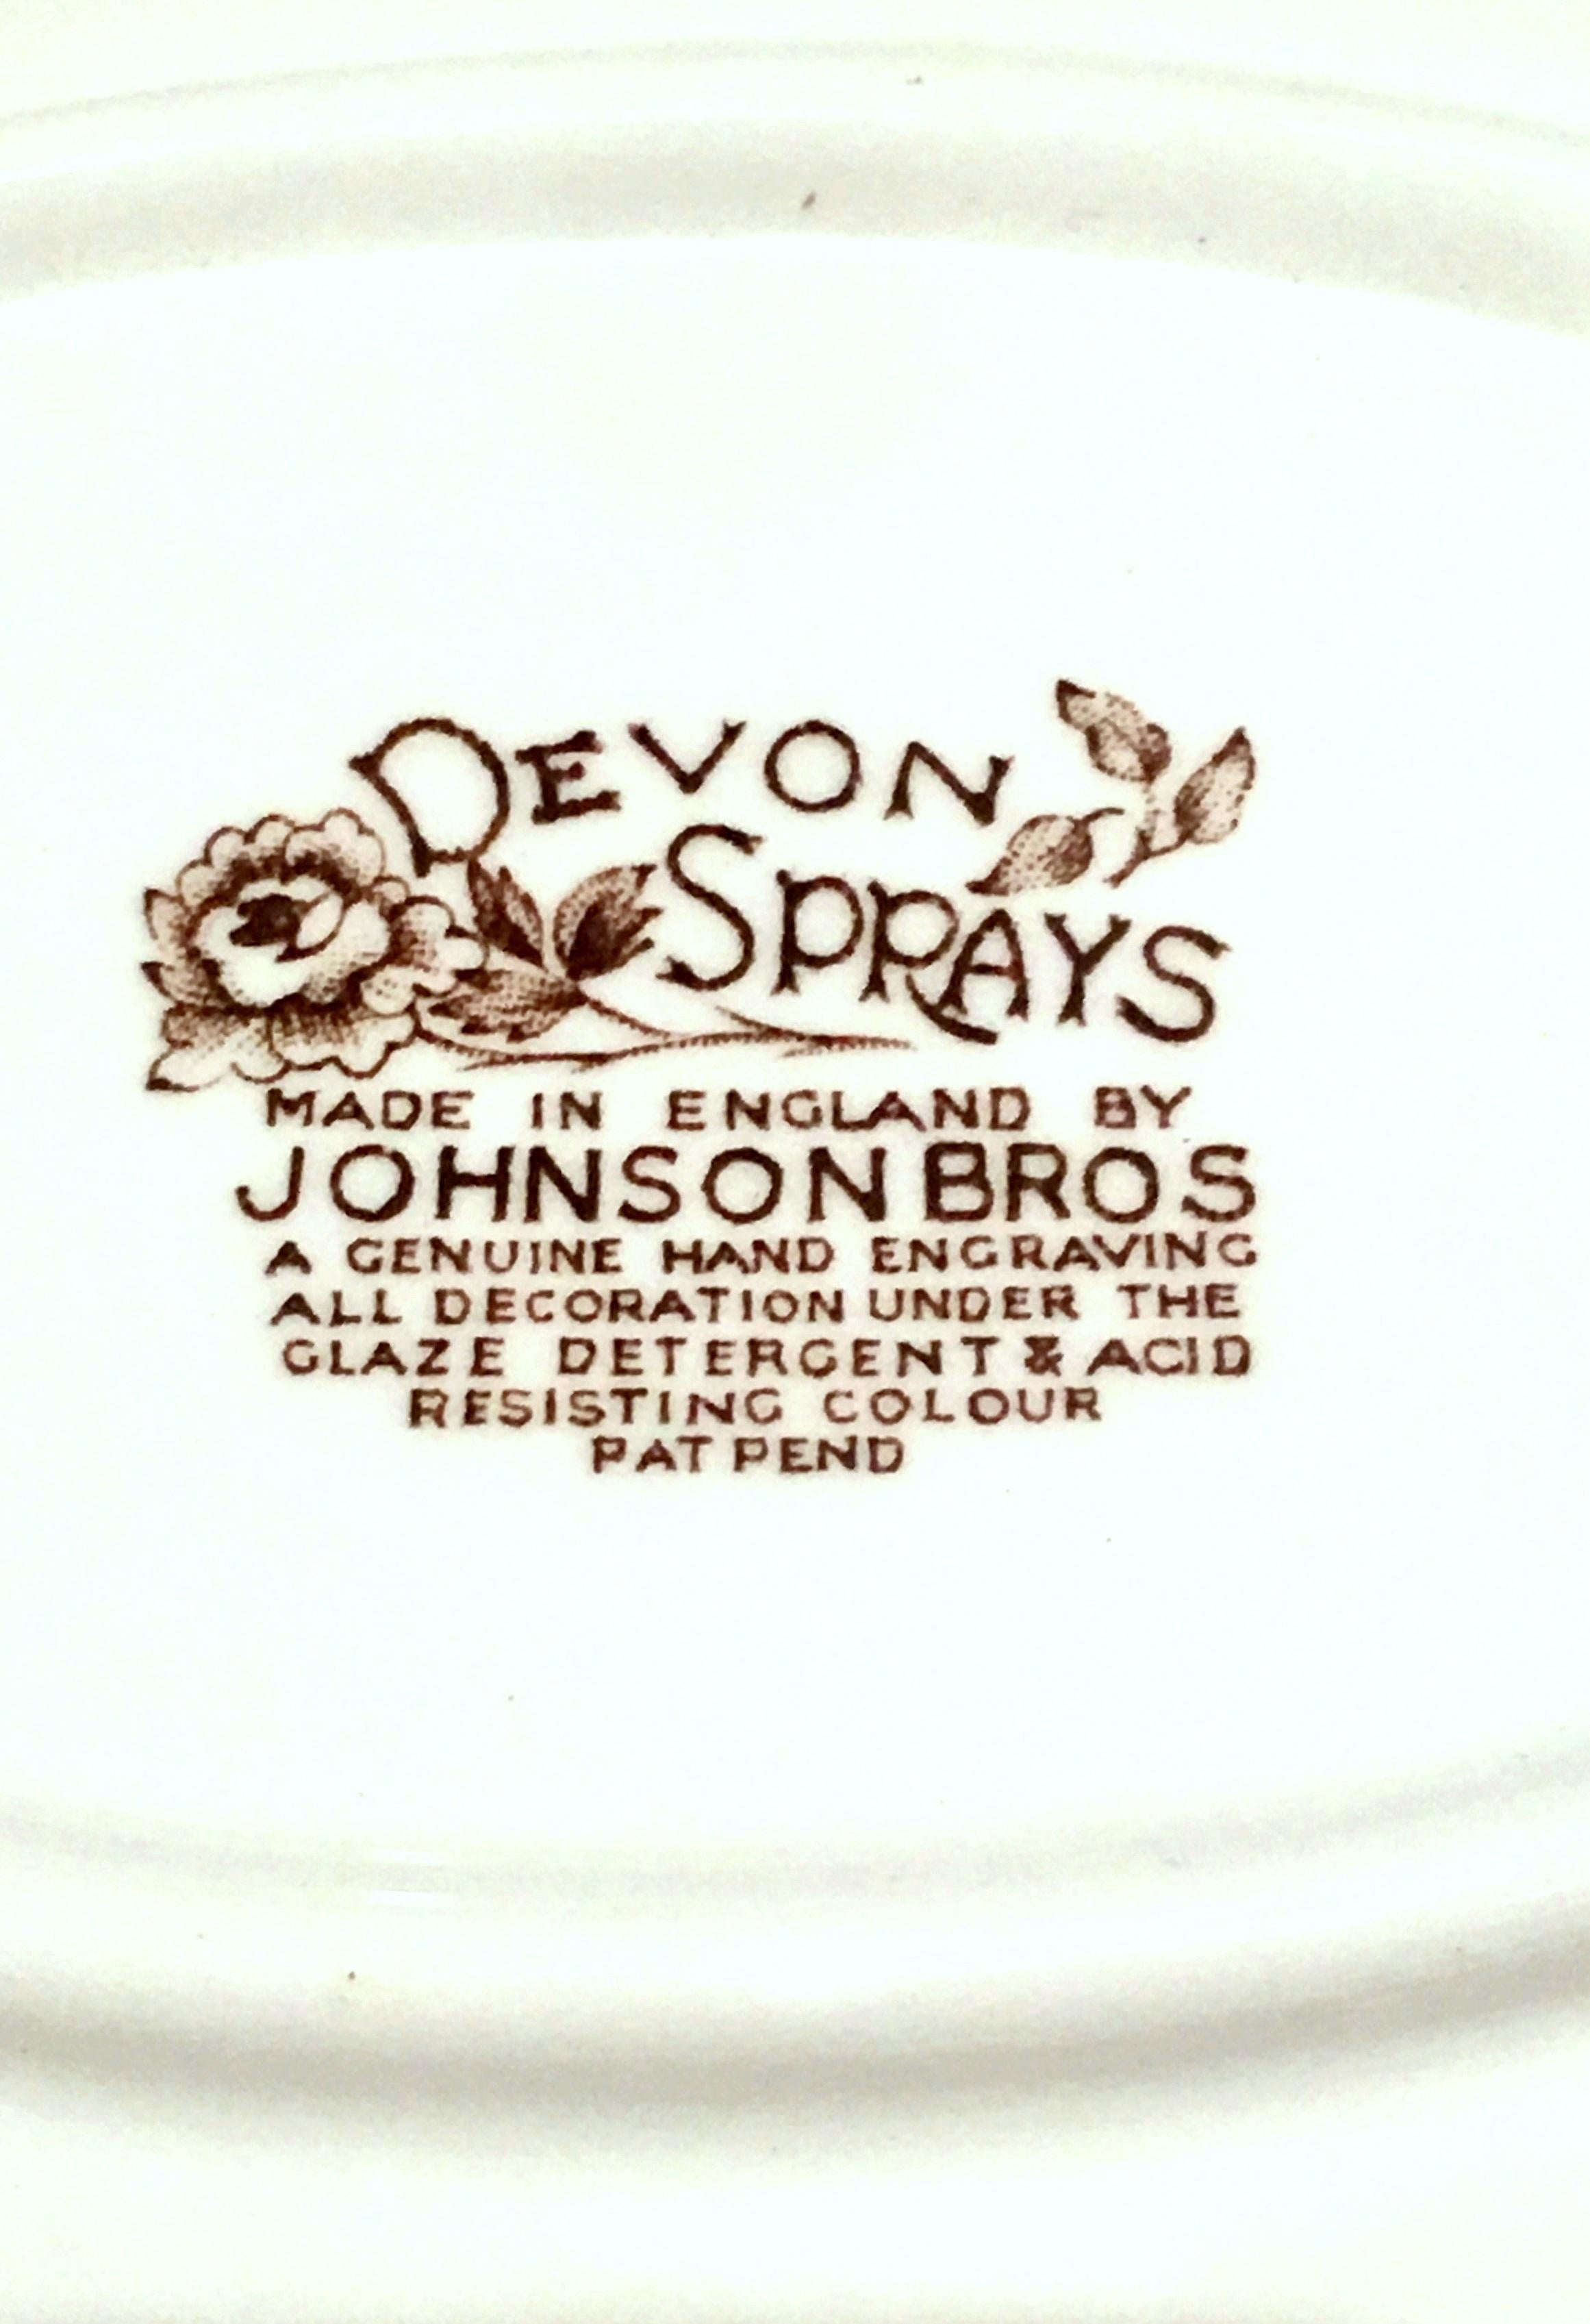 DEVON
SPRAYS
MADE IN ENGLAND BY
JOHNSON BROS
A GENUINE HAND ENGRAVING
ALL DECORATION UNDER THE
GLAZE DETERGENT & ACID
RESISTING COLOUR
PAT PEND